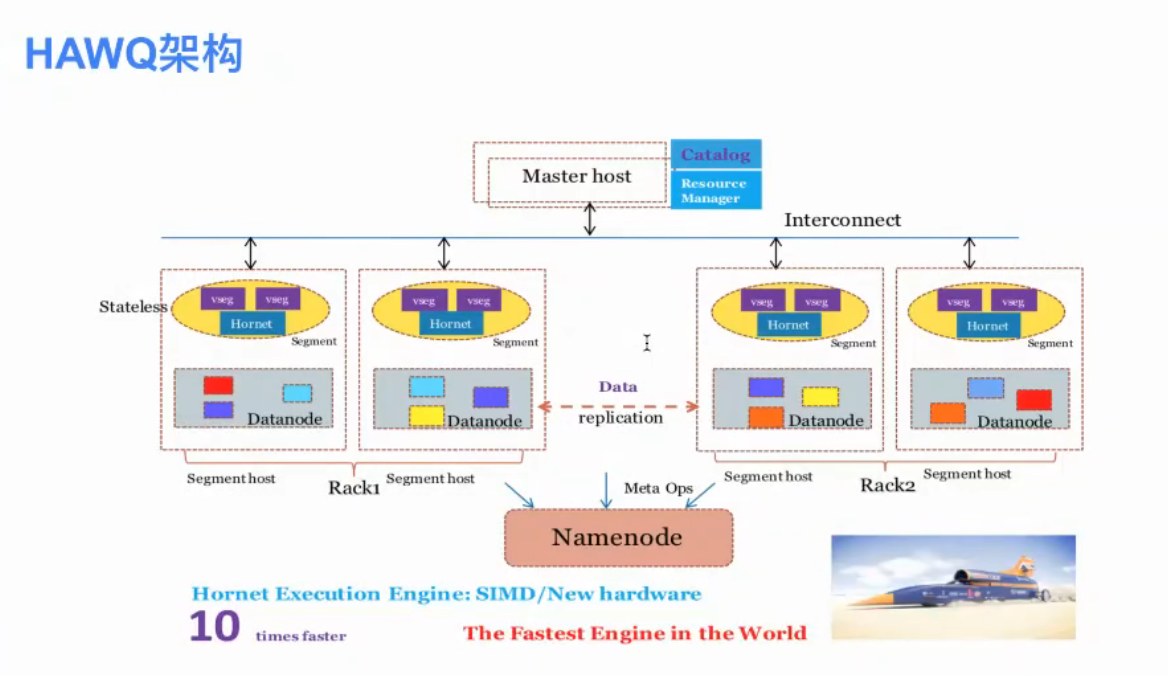 HAWQ架构
Catalog
Master host
Resource
Manager
Interconnect
Stateless
vseg vseg
Hornet
Segment
vseg vseg
Hornet
Segment
vseg vseg
Hornet
Segment
vseg vseg
Hornet
Segment
Datanode
Datanode
Data
replication
Datanode
Datanode
Segment host
Rack1
Segment host
Meta Ops
Segment host
Rack2
Segment host
Namenode
Hornet Execution Engine: SIMD/New hardware
10 times faster
The Fastest Engine in the World